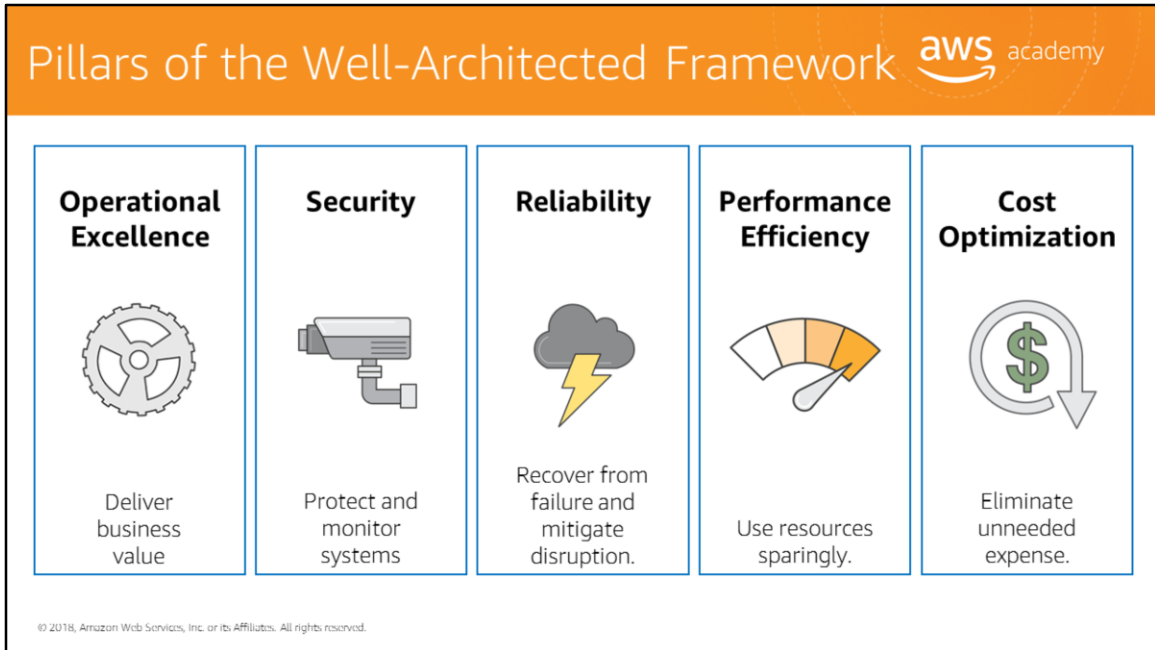 Pillars of the Well-Architected Framework
aws academy
Operational
Excellence
Deliver
business
value
Security
Protect and
monitor
systems
Reliability
Recover from
failure and
mitigate
disruption.
Performance
Efficiency
Use resources
sparingly.
Cost
Optimization
$
Eliminate
unneeded
expense.
© 2018, Amazon Web Services, Inc. or its Affiliates. All rights reserved.